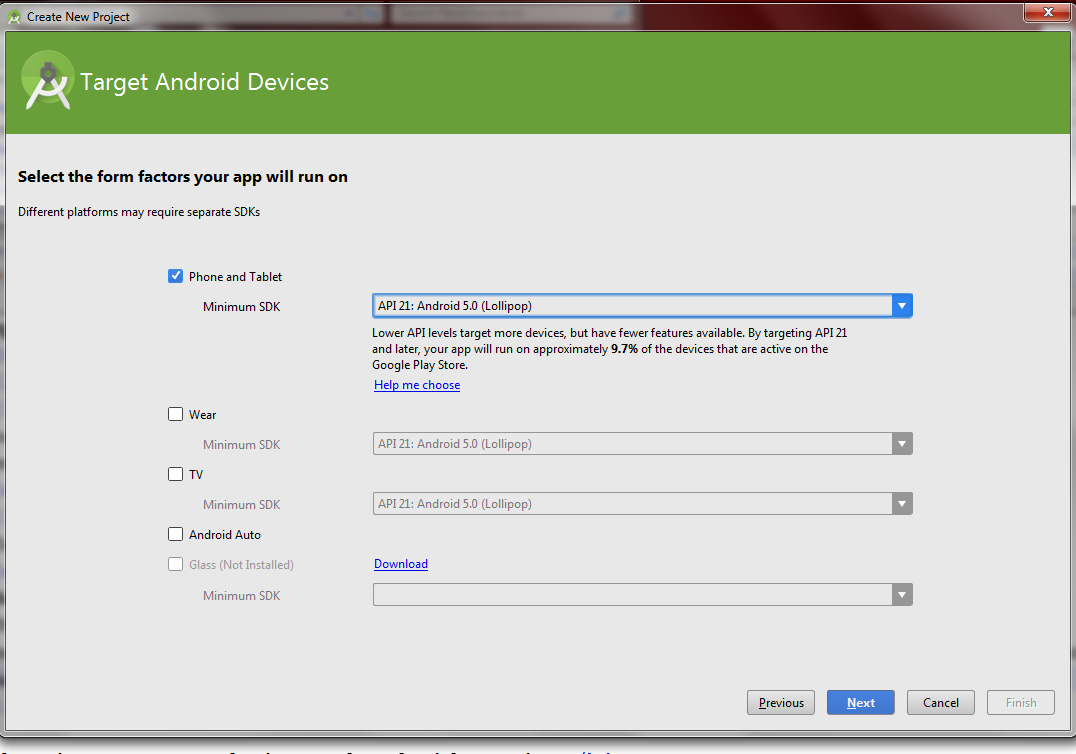 Create New Project
Target Android Devices
Select the form factors your app will run on
Different platforms may require separate SDKs
Phone and Tablet
Minimum SDK
API 21: Android 5.0 (Lollipop)
Lower API levels target more devices, but have fewer features available. By targeting API 21
and later, your app will run on approximately 9.7% of the devices that are active on the
Google Play Store.
Help me choose
Wear
Minimum SDK
API 21: Android 5.0 (Lollipop)
TV
Minimum SDK
API 21: Android 5.0 (Lollipop)
Android Auto
Glass (Not Installed)
Download
Minimum SDK
Previous
Next
Cancel
Finish